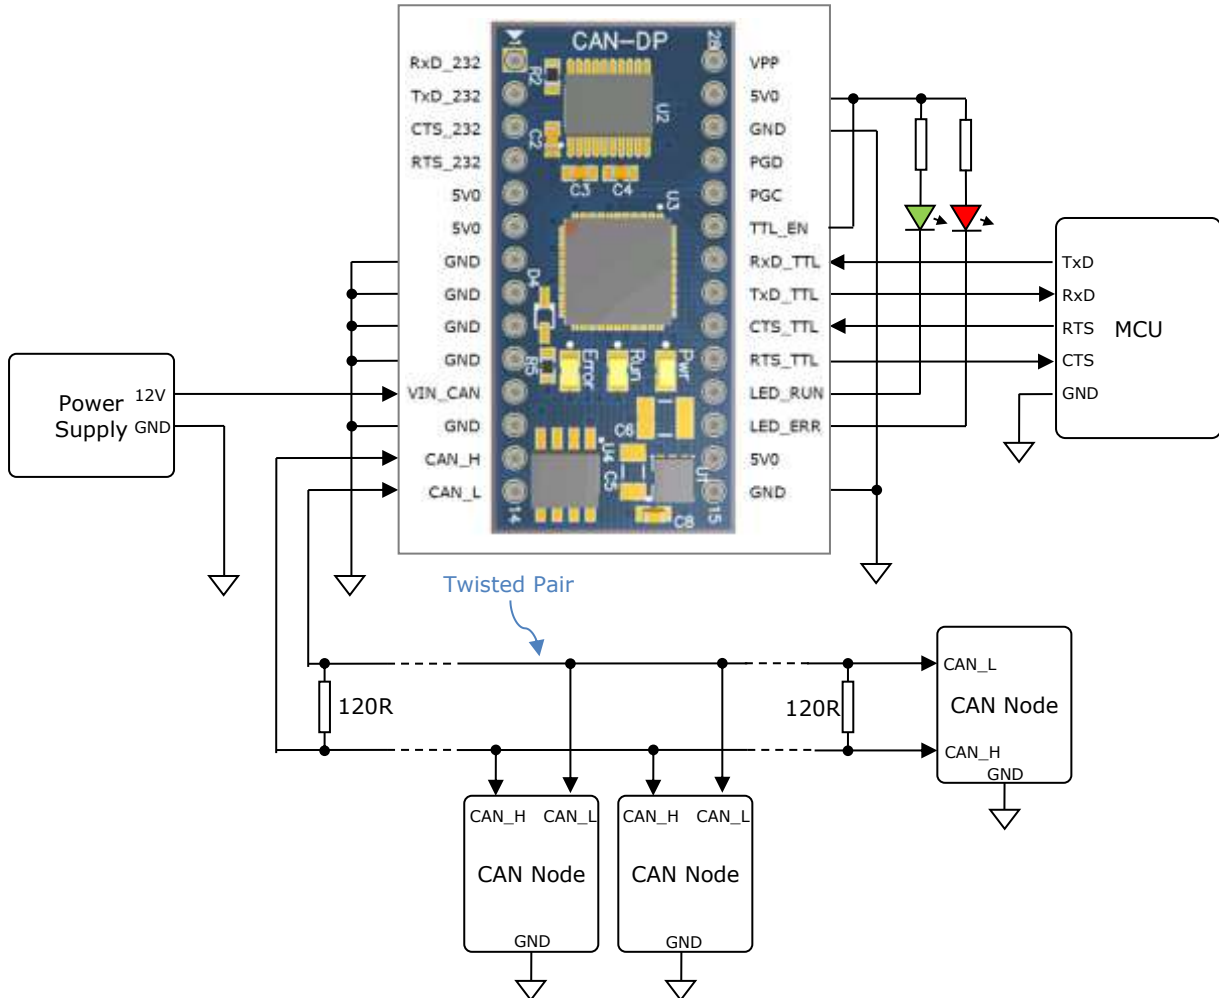 CAN-DP
RxD_232
TxD_232
CTS_232
RTS_232
5V0
5V0
GND
GND
GND
GND
VIN_CAN
GND
CAN_H
CAN_L
1
28
R2
U2
C2
C3
C4
U3
D4
R5
Error
Run
Pwr
C6
U4
C5
U1
C8
14
15
VPP
5V0
GND
PGD
PGC
TTL_EN
RxD_TTL
TxD_TTL
CTS_TTL
RTS_TTL
LED_RUN
LED_ERR
5V0
GND
TxD
RxD
RTS
CTS
GND
MCU
Power
Supply
12V
GND
Twisted Pair
120R
120R
CAN_L
CAN Node
CAN_H
GND
CAN_H CAN_L
CAN Node
GND
CAN_H CAN_L
CAN Node
GND